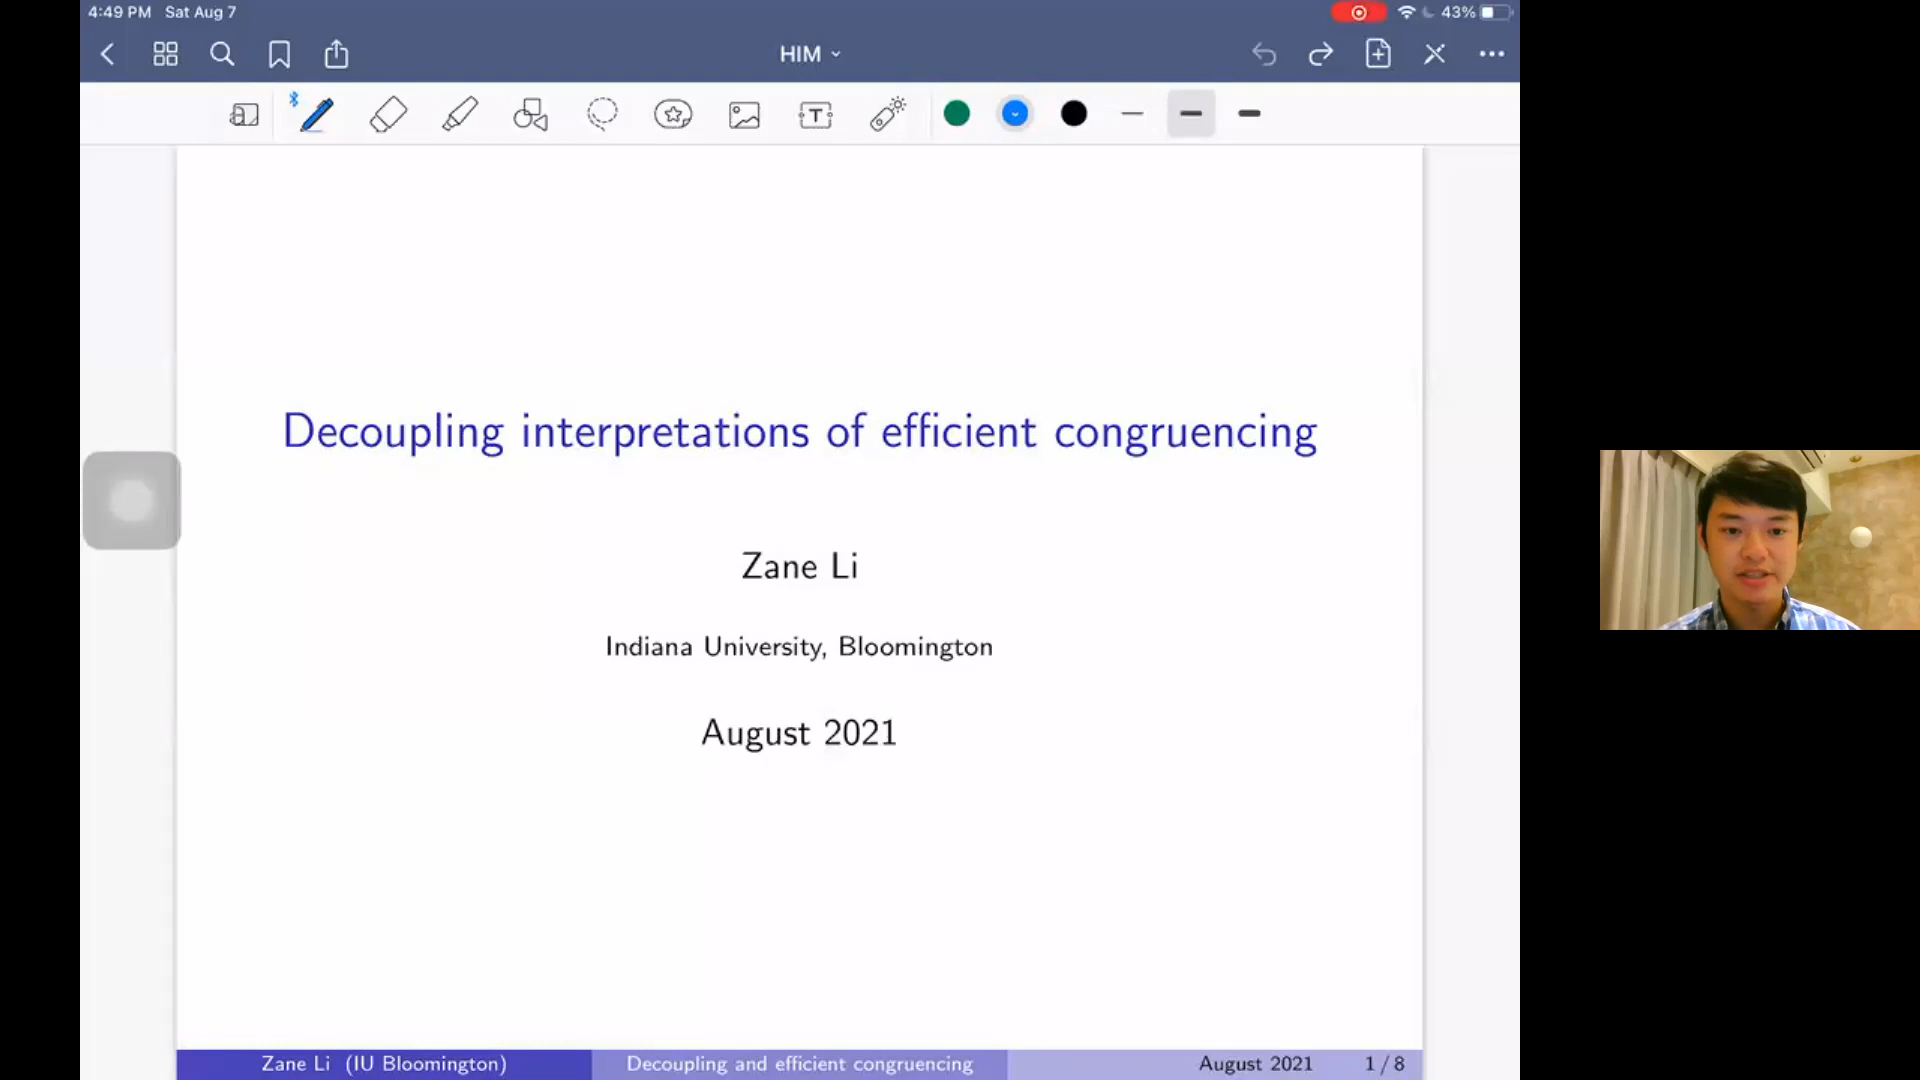 4:49 PM Sat Aug 7
43%
HIM
T
Decoupling interpretations of efficient congruencing
Zane Li
Indiana University, Bloomington
August 2021
Zane Li (IU Bloomington) Decoupling and efficient congruencing August 2021 1 / 8